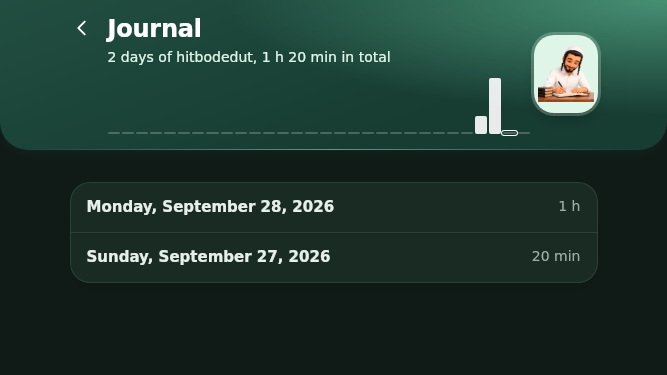 Journal
2 days of hitbodedut, 1 h 20 min in total
Monday, September 28, 2026 1 h
Sunday, September 27, 2026 20 min